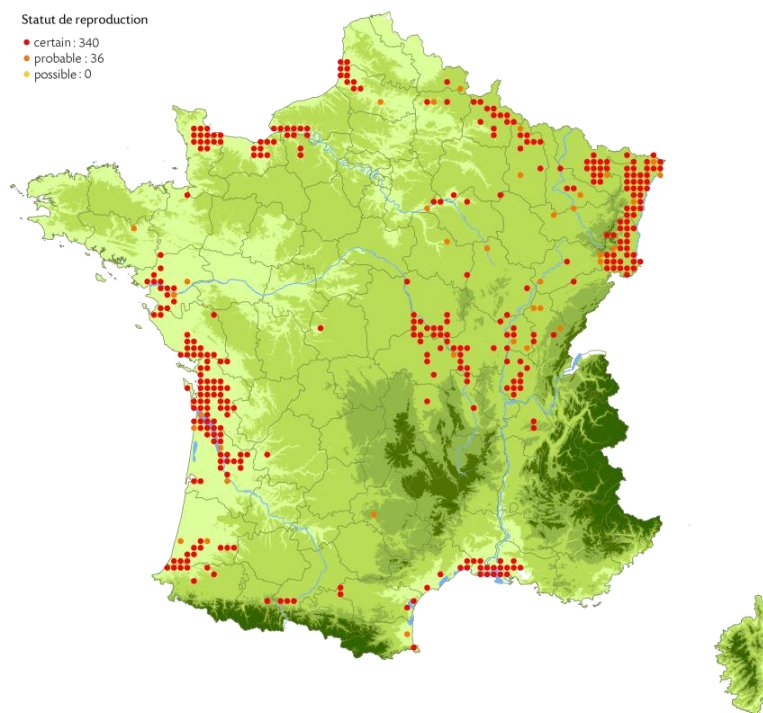 Statut de reproduction
certain : 340
probable : 36
possible : 0